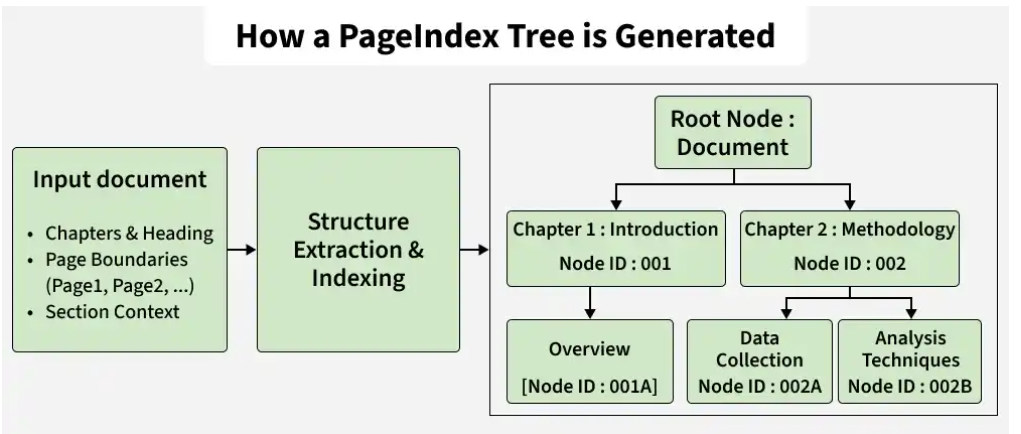 How a PageIndex Tree is Generated
Input document
• Chapters & Heading
• Page Boundaries
(Page1, Page2, ...)
• Section Context
Structure
Extraction &
Indexing
Root Node :
Document
Chapter 1 : Introduction
Node ID : 001
Chapter 2 : Methodology
Node ID : 002
Overview
[Node ID : 001A]
Data
Collection
Node ID : 002A
Analysis
Techniques
Node ID : 002B